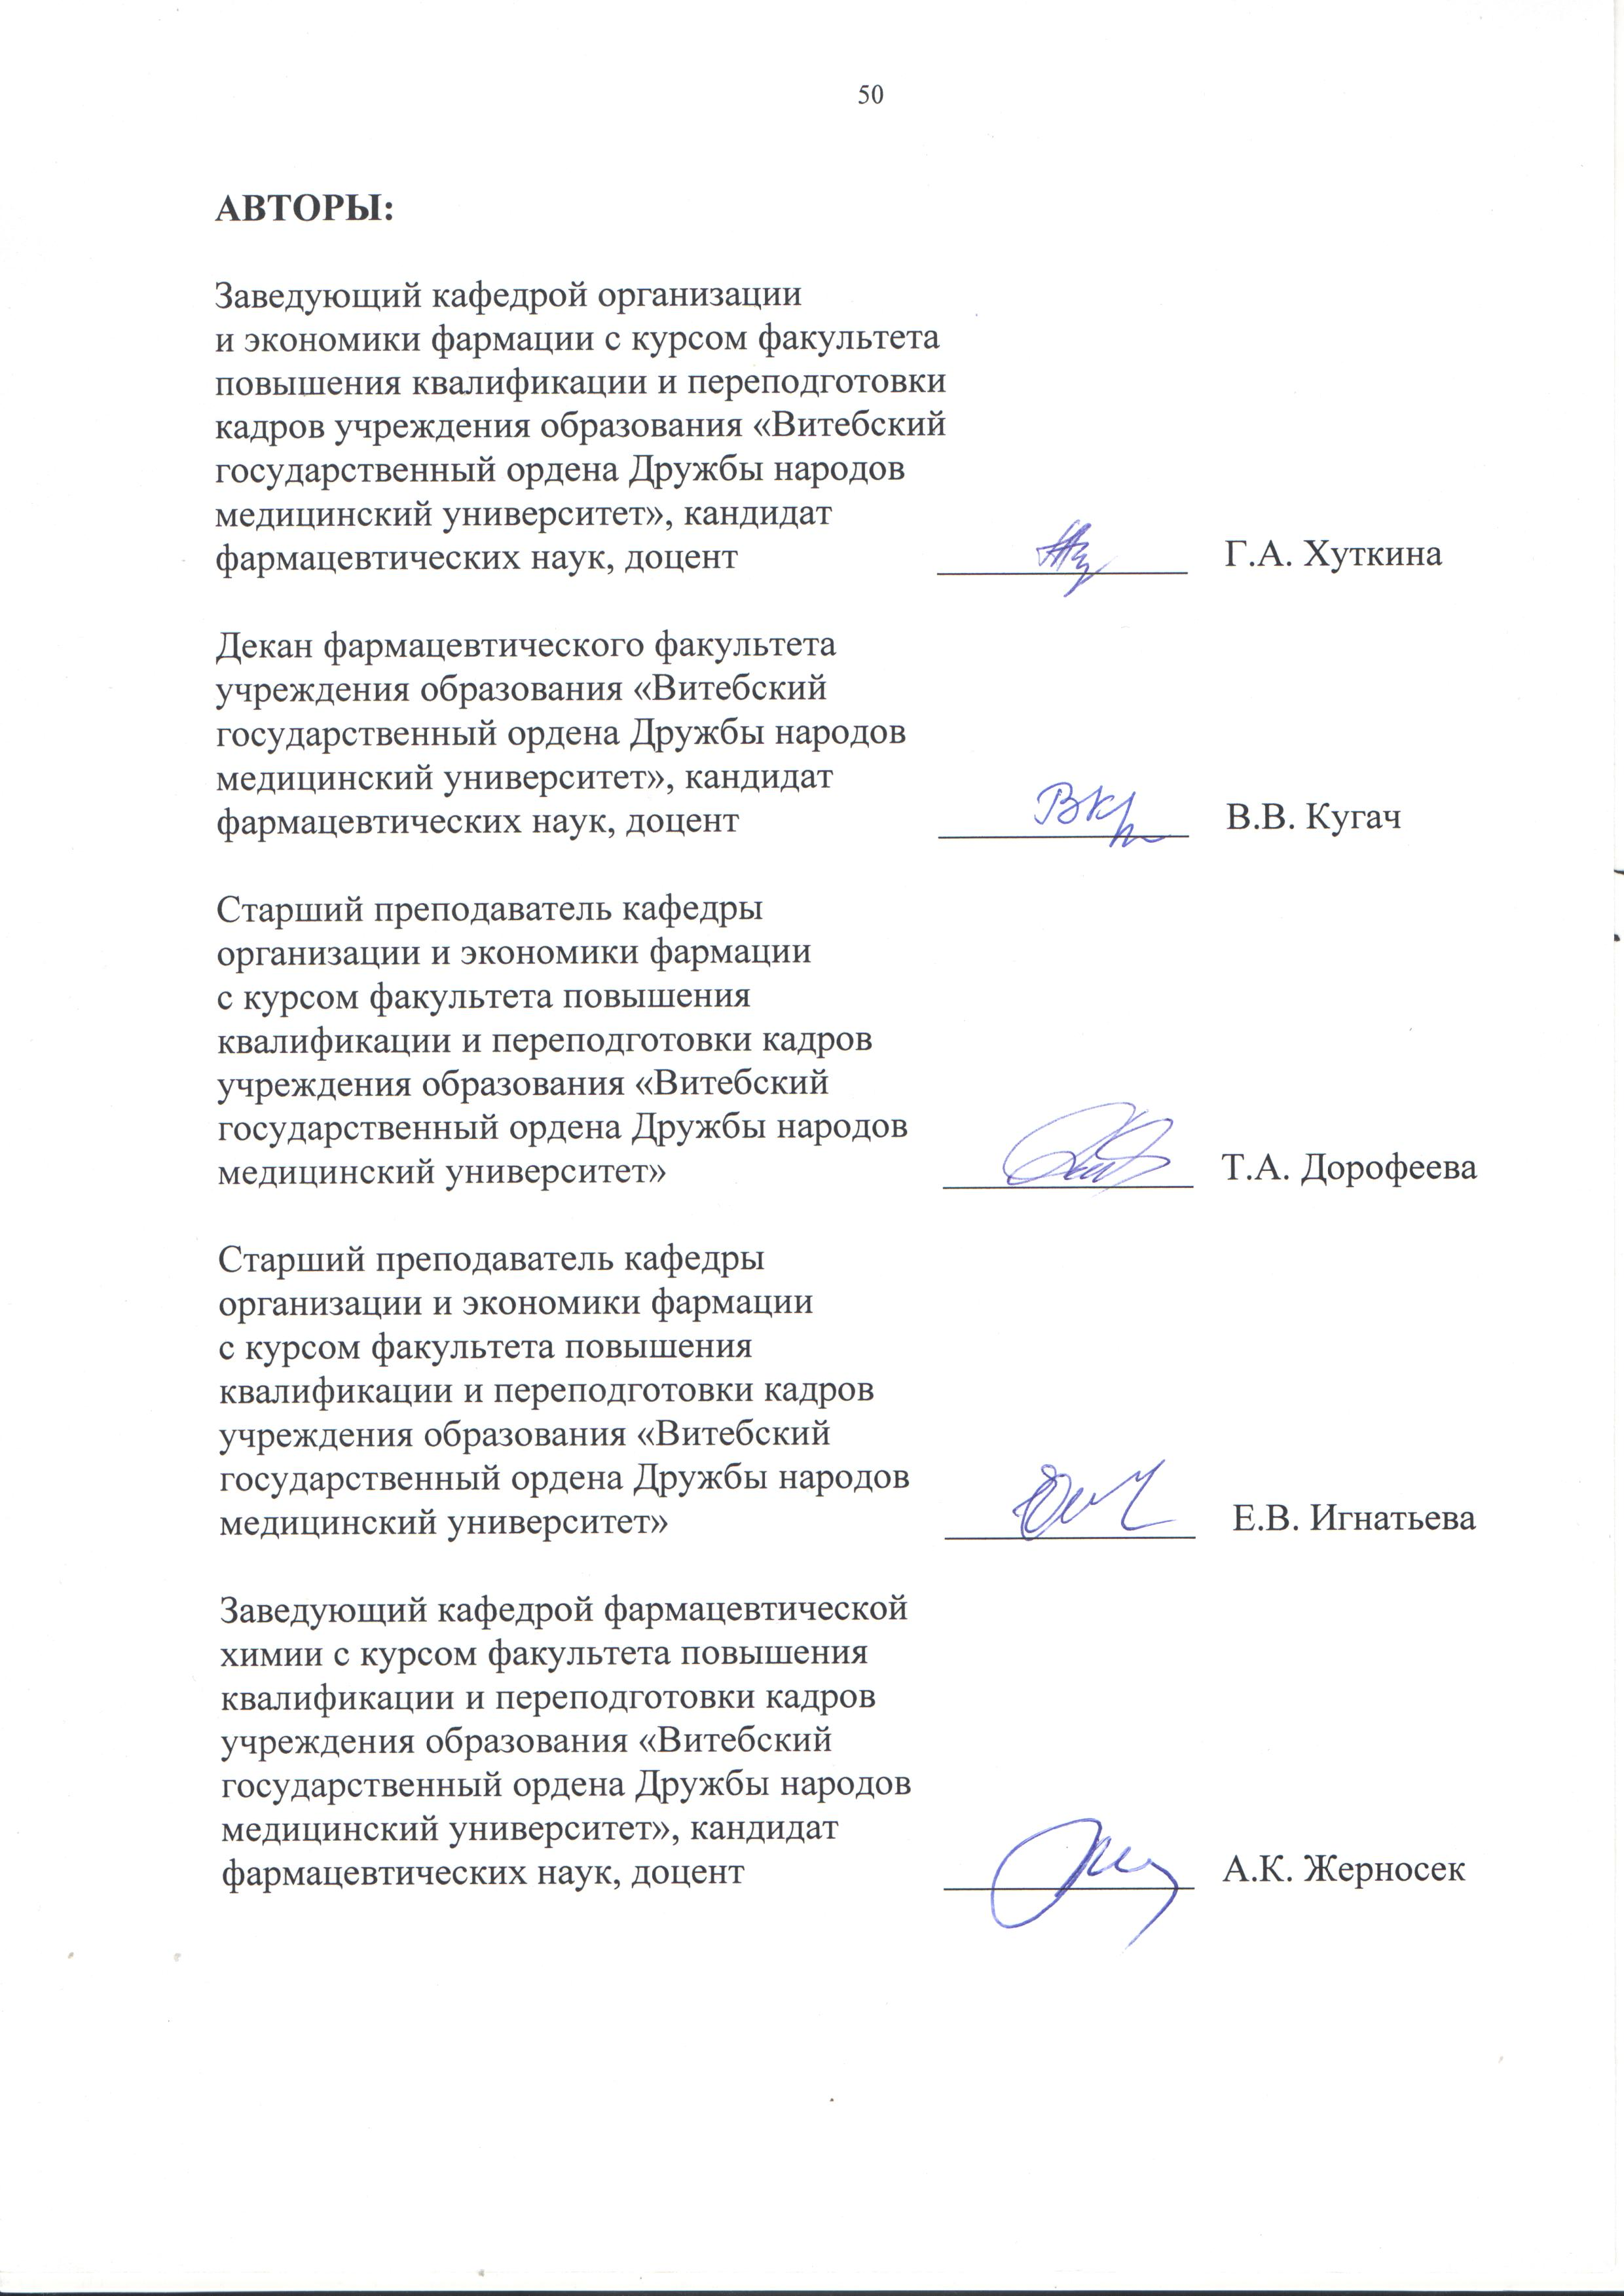 50
АВТОРЫ:
Заведующий кафедрой организации
и экономики фармации с курсом факультета
повышения квалификации и переподготовки
кадров учреждения образования «Витебский
государственный ордена Дружбы народов
медицинский университет», кандидат
фармацевтических наук, доцент Г.А. Хуткина
Декан фармацевтического факультета
учреждения образования «Витебский
государственный ордена Дружбы народов
медицинский университет», кандидат
фармацевтических наук, доцент В.В. Кугач
Старший преподаватель кафедры
организации и экономики фармации
с курсом факультета повышения
квалификации и переподготовки кадров
учреждения образования «Витебский
государственный ордена Дружбы народов
медицинский университет» Т.А. Дорофеева
Старший преподаватель кафедры
организации и экономики фармации
с курсом факультета повышения
квалификации и переподготовки кадров
учреждения образования «Витебский
государственный ордена Дружбы народов
медицинский университет» Е.В. Игнатьева
Заведующий кафедрой фармацевтической
химии с курсом факультета повышения
квалификации и переподготовки кадров
учреждения образования «Витебский
государственный ордена Дружбы народов
медицинский университет», кандидат
фармацевтических наук, доцент А.К. Жерносек